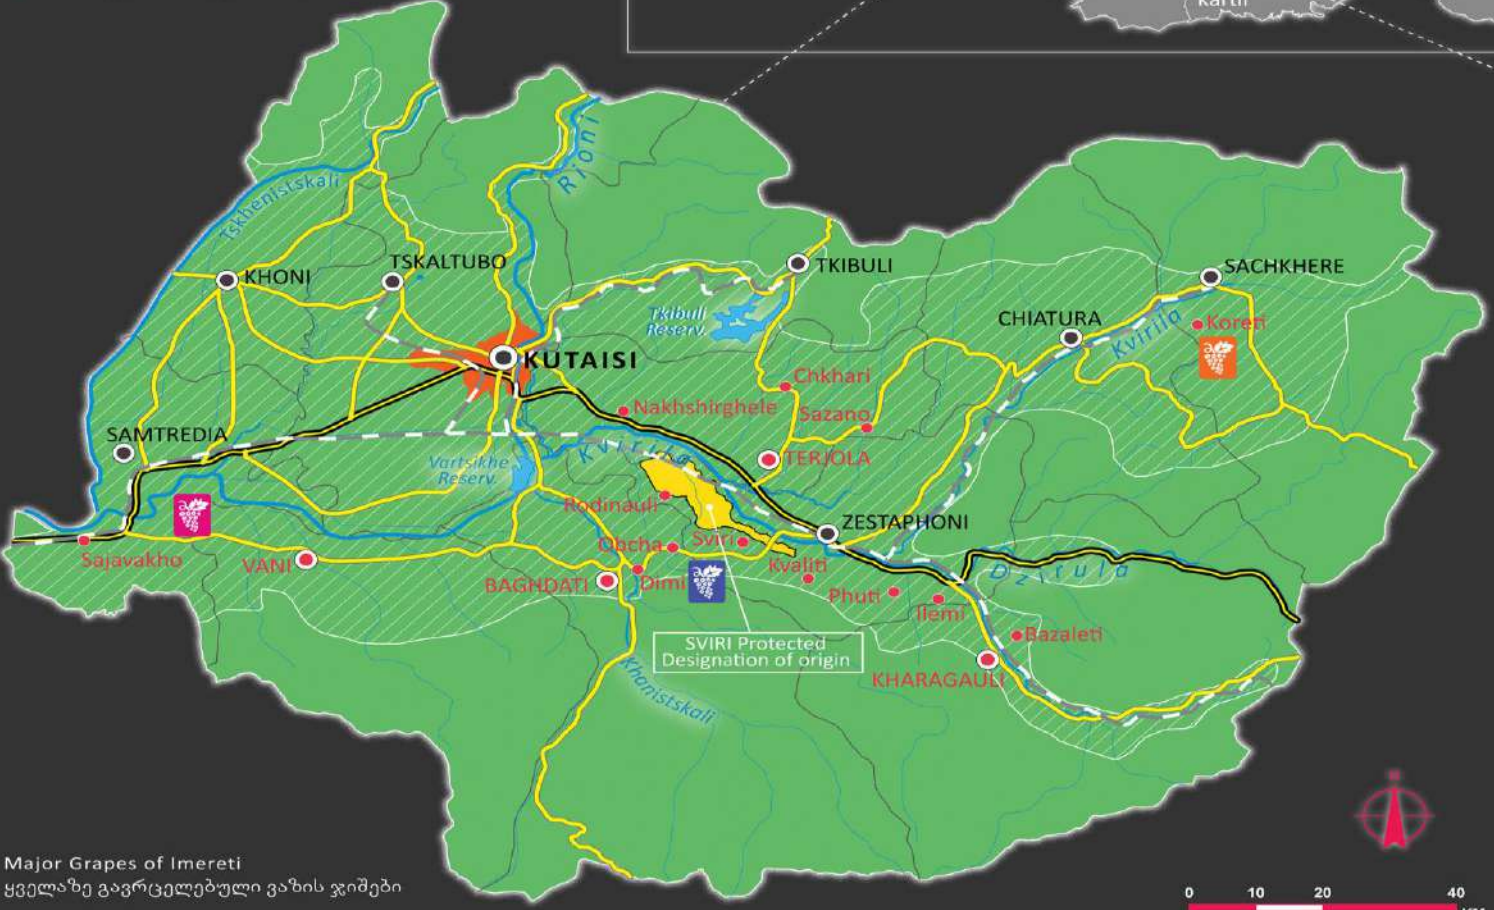 Kartli
Rioni
Tskhenistskali
KHONI
TSKALTUBO
TKIBULI
SACHKHERE
Tkibuli
Reserv.
CHIATURA
Kvirila
Koreti
KUTAISI
Chkhari
Nakhshirghele
Sazano
SAMTREDIA
Kvirila
TERJOLA
Vartsikhe
Reserv.
Rodinauli
ZESTAPHONI
Sajavakho
VANI
Obcha
Sviri
Kvaliti
Dzirula
BAGHDATI
Dimi
Phuti
Ilemi
Bazaleti
SVIRI Protected
Designation of origin
KHARAGAULI
Khanistskali
N
Major Grapes of Imereti
ყველაზე გავრცელებული ვაზის ჯიშები
0 10 20 40